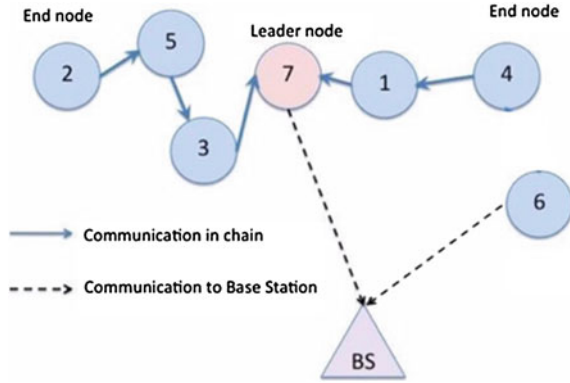 End node
Leader node
End node
2
5
7
1
4
3
6
Communication in chain
Communication to Base Station
BS